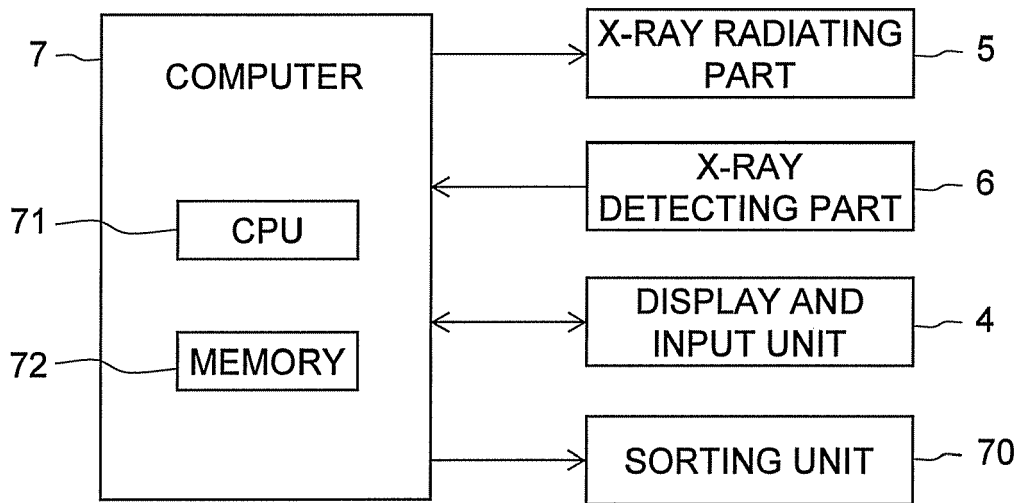 7
COMPUTER
71
CPU
72
MEMORY
X-RAY RADIATING
PART
5
X-RAY
DETECTING PART
6
DISPLAY AND
INPUT UNIT
4
SORTING UNIT
70